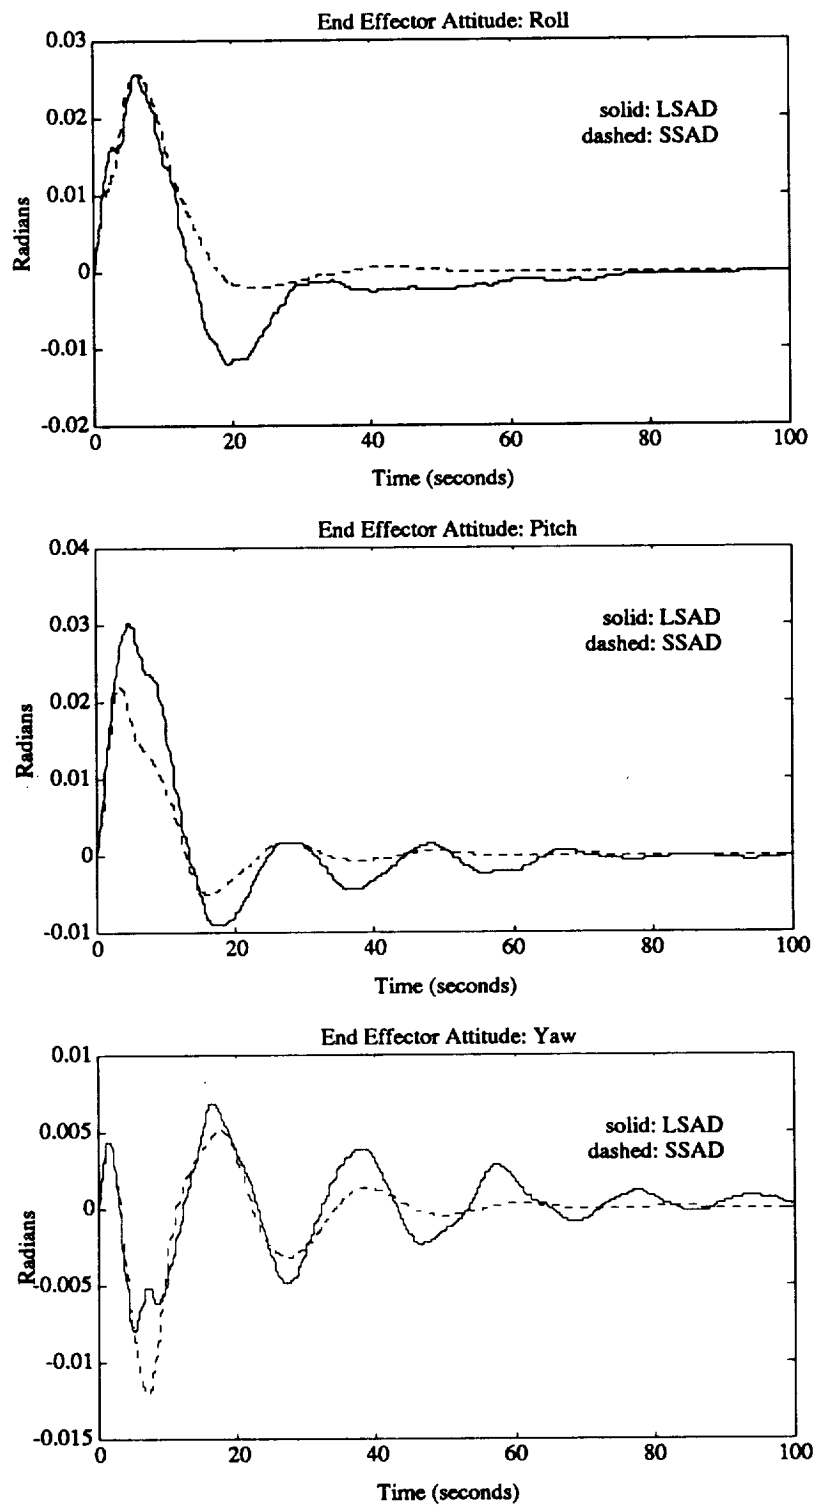 End Effector Attitude: Roll
0.03
0.02
0.01
0
-0.01
-0.02
Radians
solid: LSAD
dashed: SSAD
0 20 40 60 80 100
Time (seconds)
End Effector Attitude: Pitch
0.04
0.03
0.02
0.01
0
-0.01
Radians
solid: LSAD
dashed: SSAD
0 20 40 60 80 100
Time (seconds)
End Effector Attitude: Yaw
0.01
0.005
0
-0.005
-0.01
-0.015
Radians
solid: LSAD
dashed: SSAD
0 20 40 60 80 100
Time (seconds)